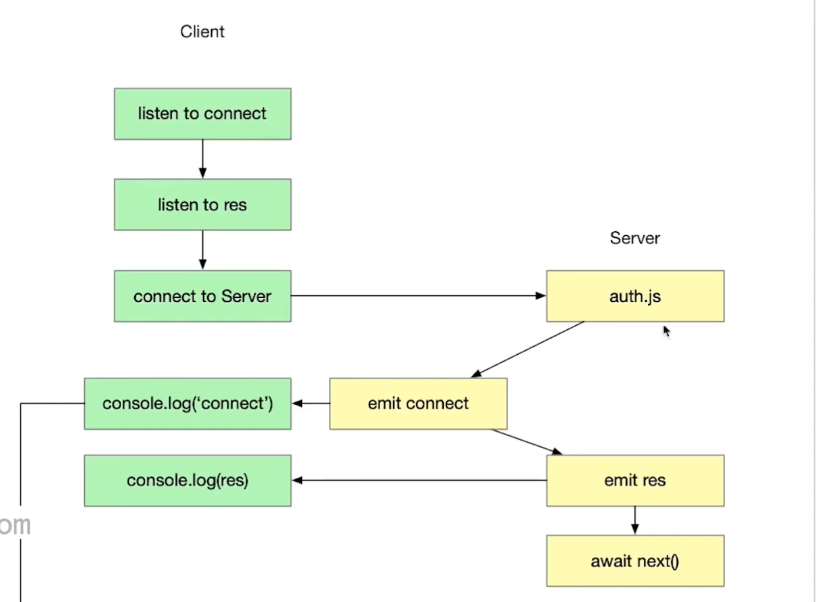 Client
listen to connect
listen to res
Server
connect to Server
auth.js
console.log(‘connect’)
emit connect
console.log(res)
emit res
om
await next()